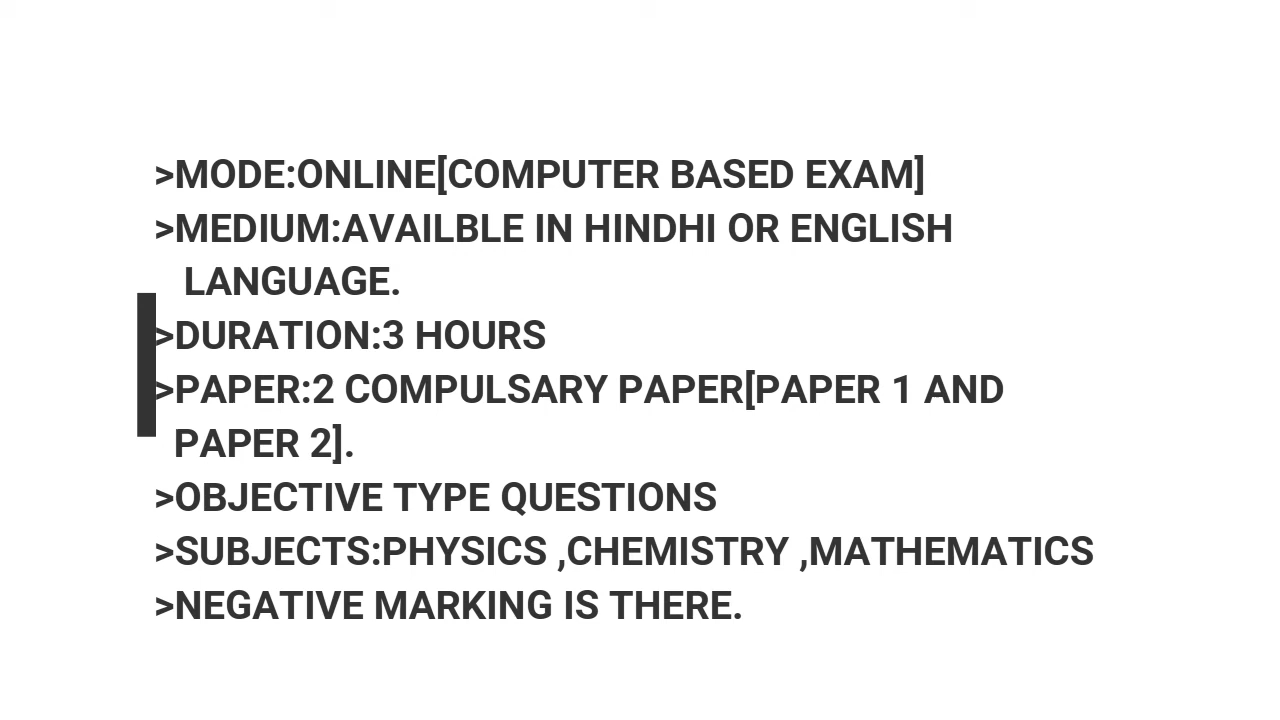 >MODE:ONLINE[COMPUTER BASED EXAM]
>MEDIUM:AVAILBLE IN HINDHI OR ENGLISH
LANGUAGE.
>DURATION:3 HOURS
>PAPER:2 COMPULSARY PAPER[PAPER 1 AND
PAPER 2].
>OBJECTIVE TYPE QUESTIONS
>SUBJECTS:PHYSICS ,CHEMISTRY ,MATHEMATICS
>NEGATIVE MARKING IS THERE.